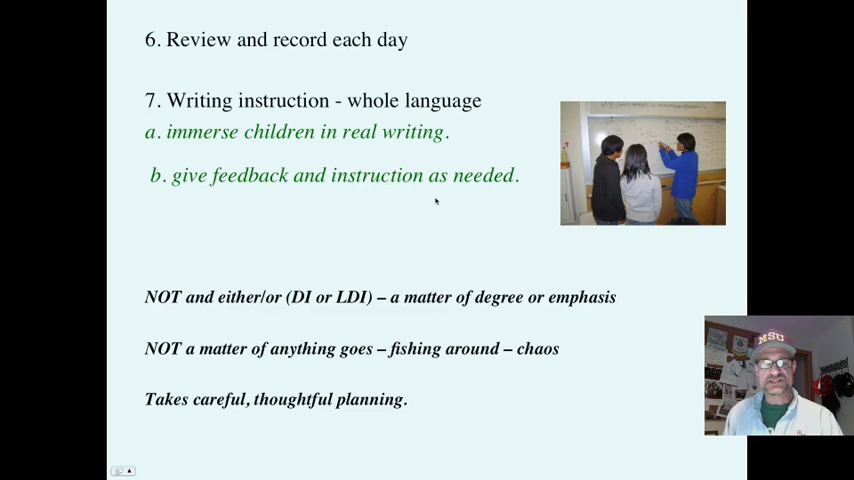 6. Review and record each day
7. Writing instruction - whole language
a. immerse children in real writing.
b. give feedback and instruction as needed.
NOT and either/or (DI or LDI) – a matter of degree or emphasis
NOT a matter of anything goes – fishing around – chaos
Takes careful, thoughtful planning.
MSU